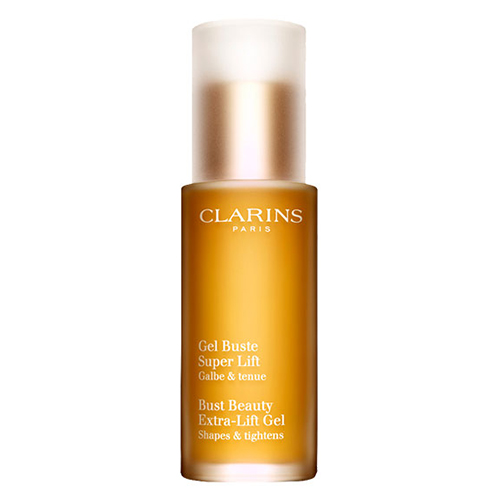 CLARINS
PARIS
Gel Buste
Super Lift
Galbe & tenue
Bust Beauty
Extra-Lift Gel
Shapes & tightens